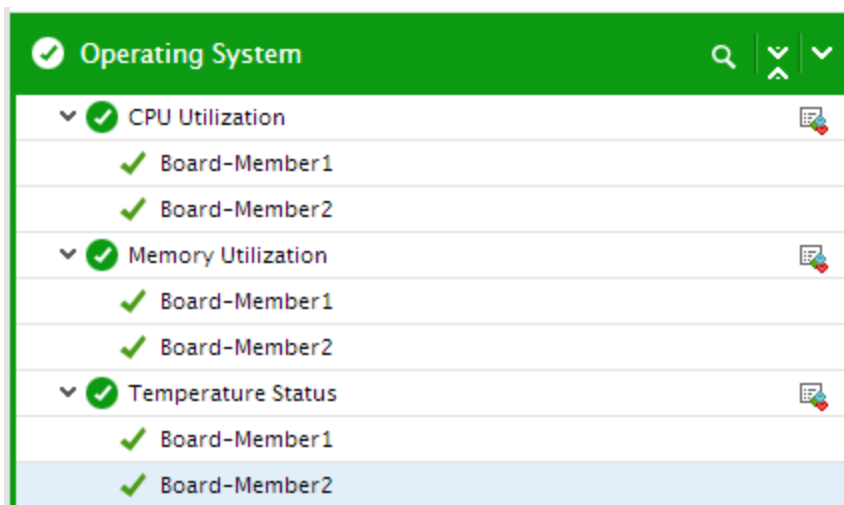 Operating System
CPU Utilization
Board-Member1
Board-Member2
Memory Utilization
Board-Member1
Board-Member2
Temperature Status
Board-Member1
Board-Member2